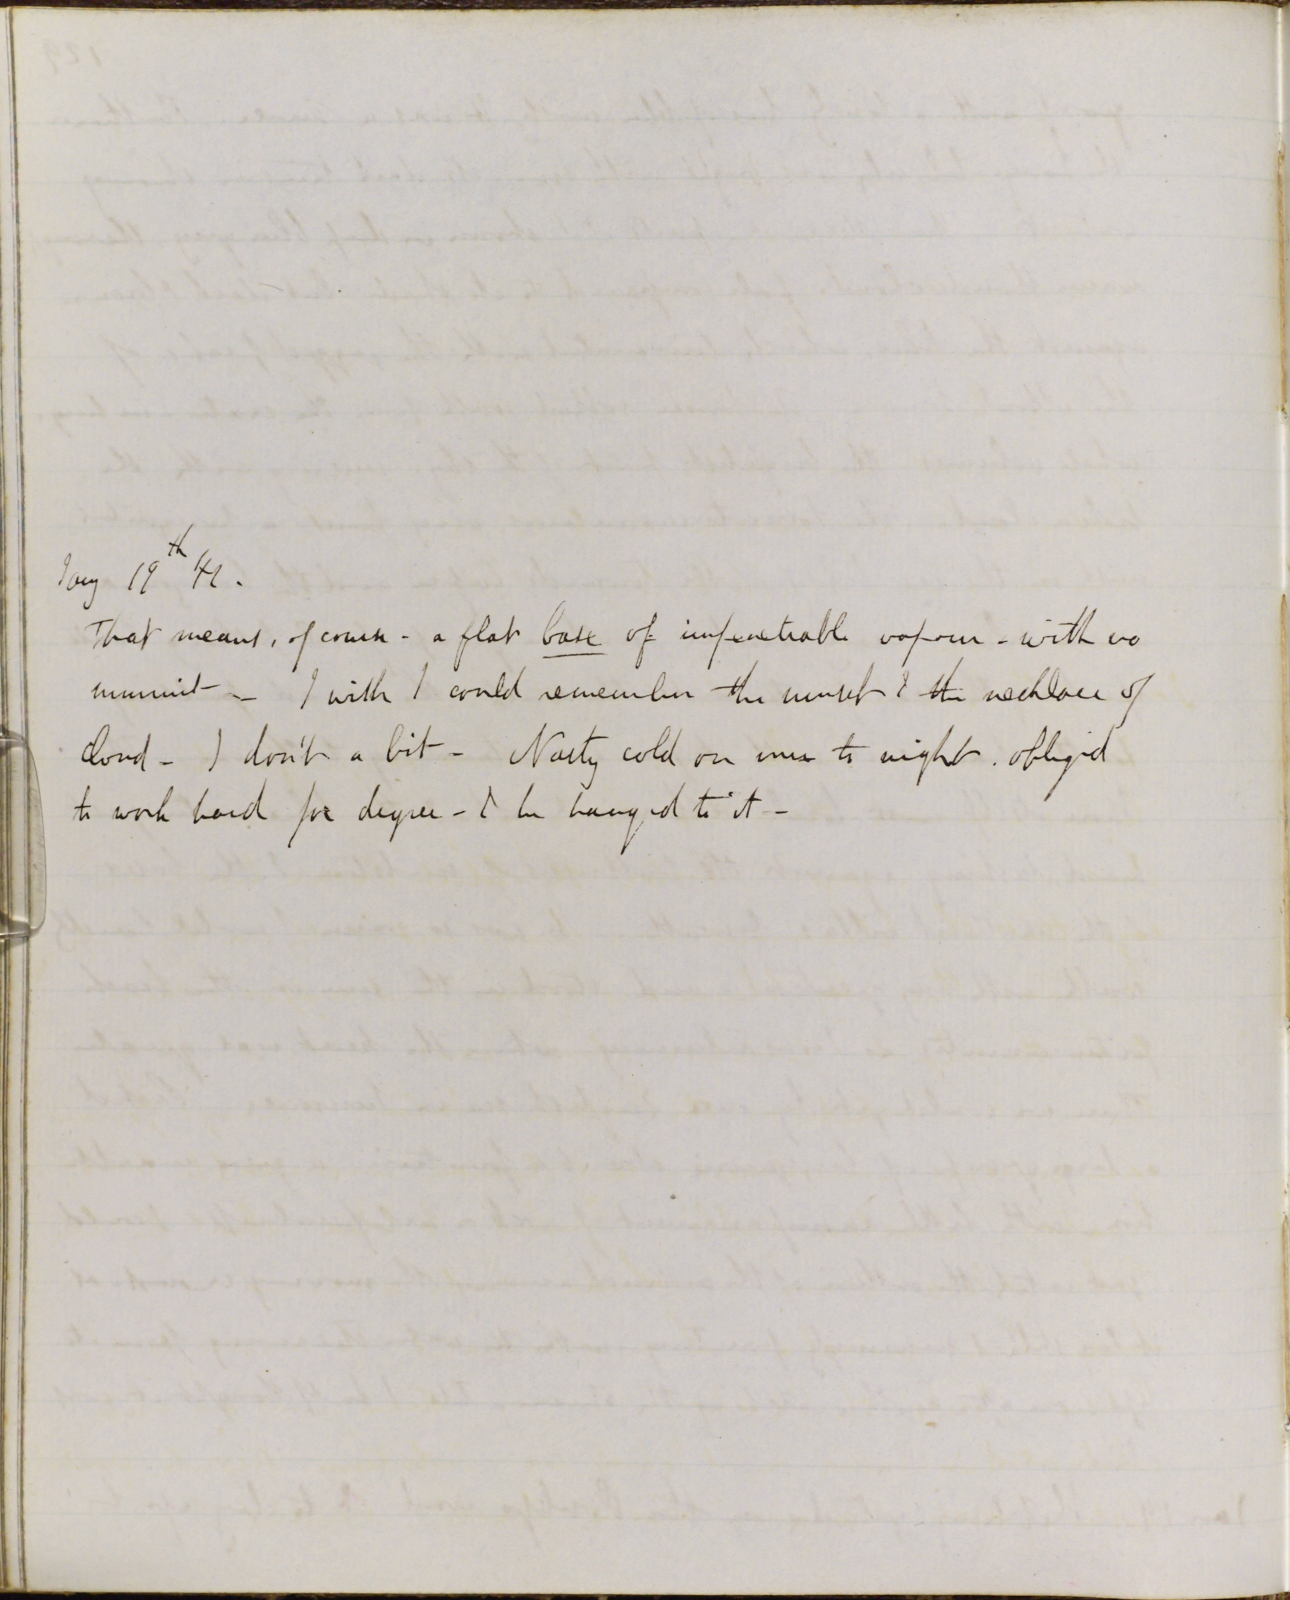 Jany 19th 42.
That means, of course - a flat base of impenetrable vapour - with no
summit - I wish I could remember the sunset & the necklace of
cloud - I don't a bit - Nasty cold on me to night. obliged
to work hard for degree - & be hanged to it -